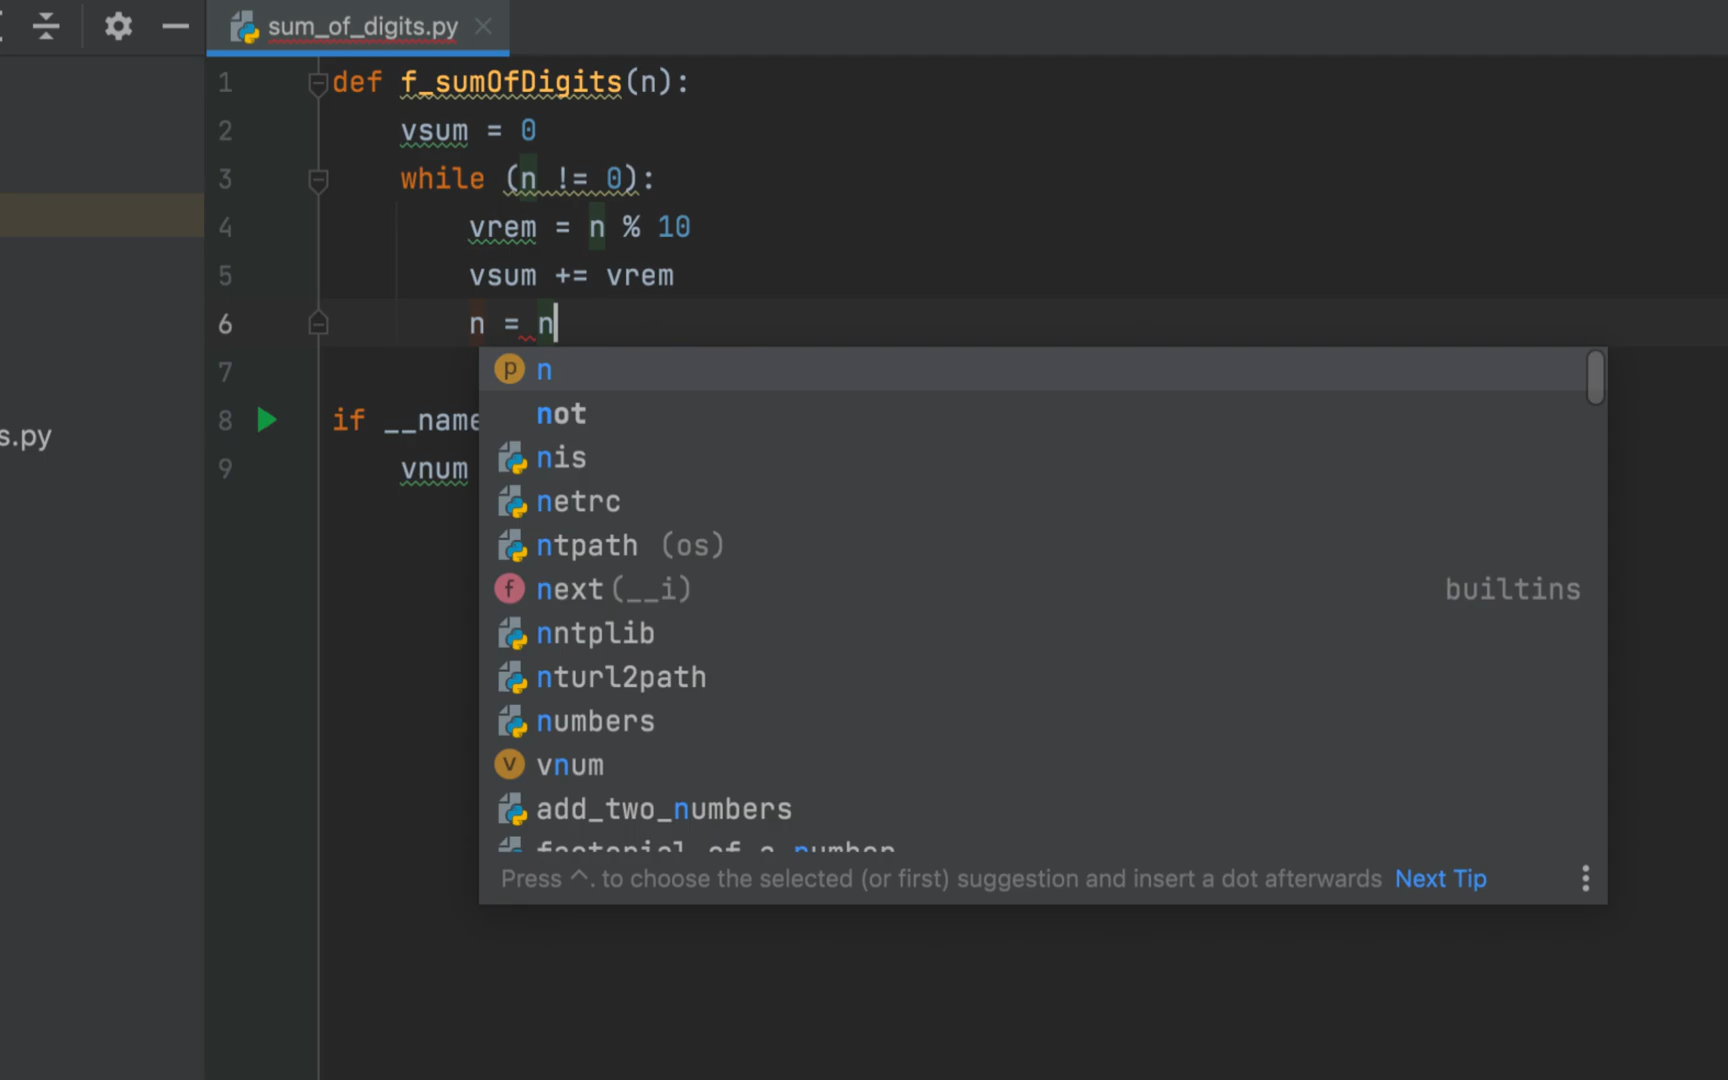 sum_of_digits.py
1 def f_sumOfDigits(n):
2 vsum = 0
3 while (n != 0):
4 vrem = n % 10
5 vsum += vrem
6 n = n
7
8 if __name
9 vnum
s.py
n
not
nis
netrc
ntpath (os)
next(__i) builtins
nntplib
nturl2path
numbers
vnum
add_two_numbers
factorial_of_a_number
Press ^. to choose the selected (or first) suggestion and insert a dot afterwards Next Tip